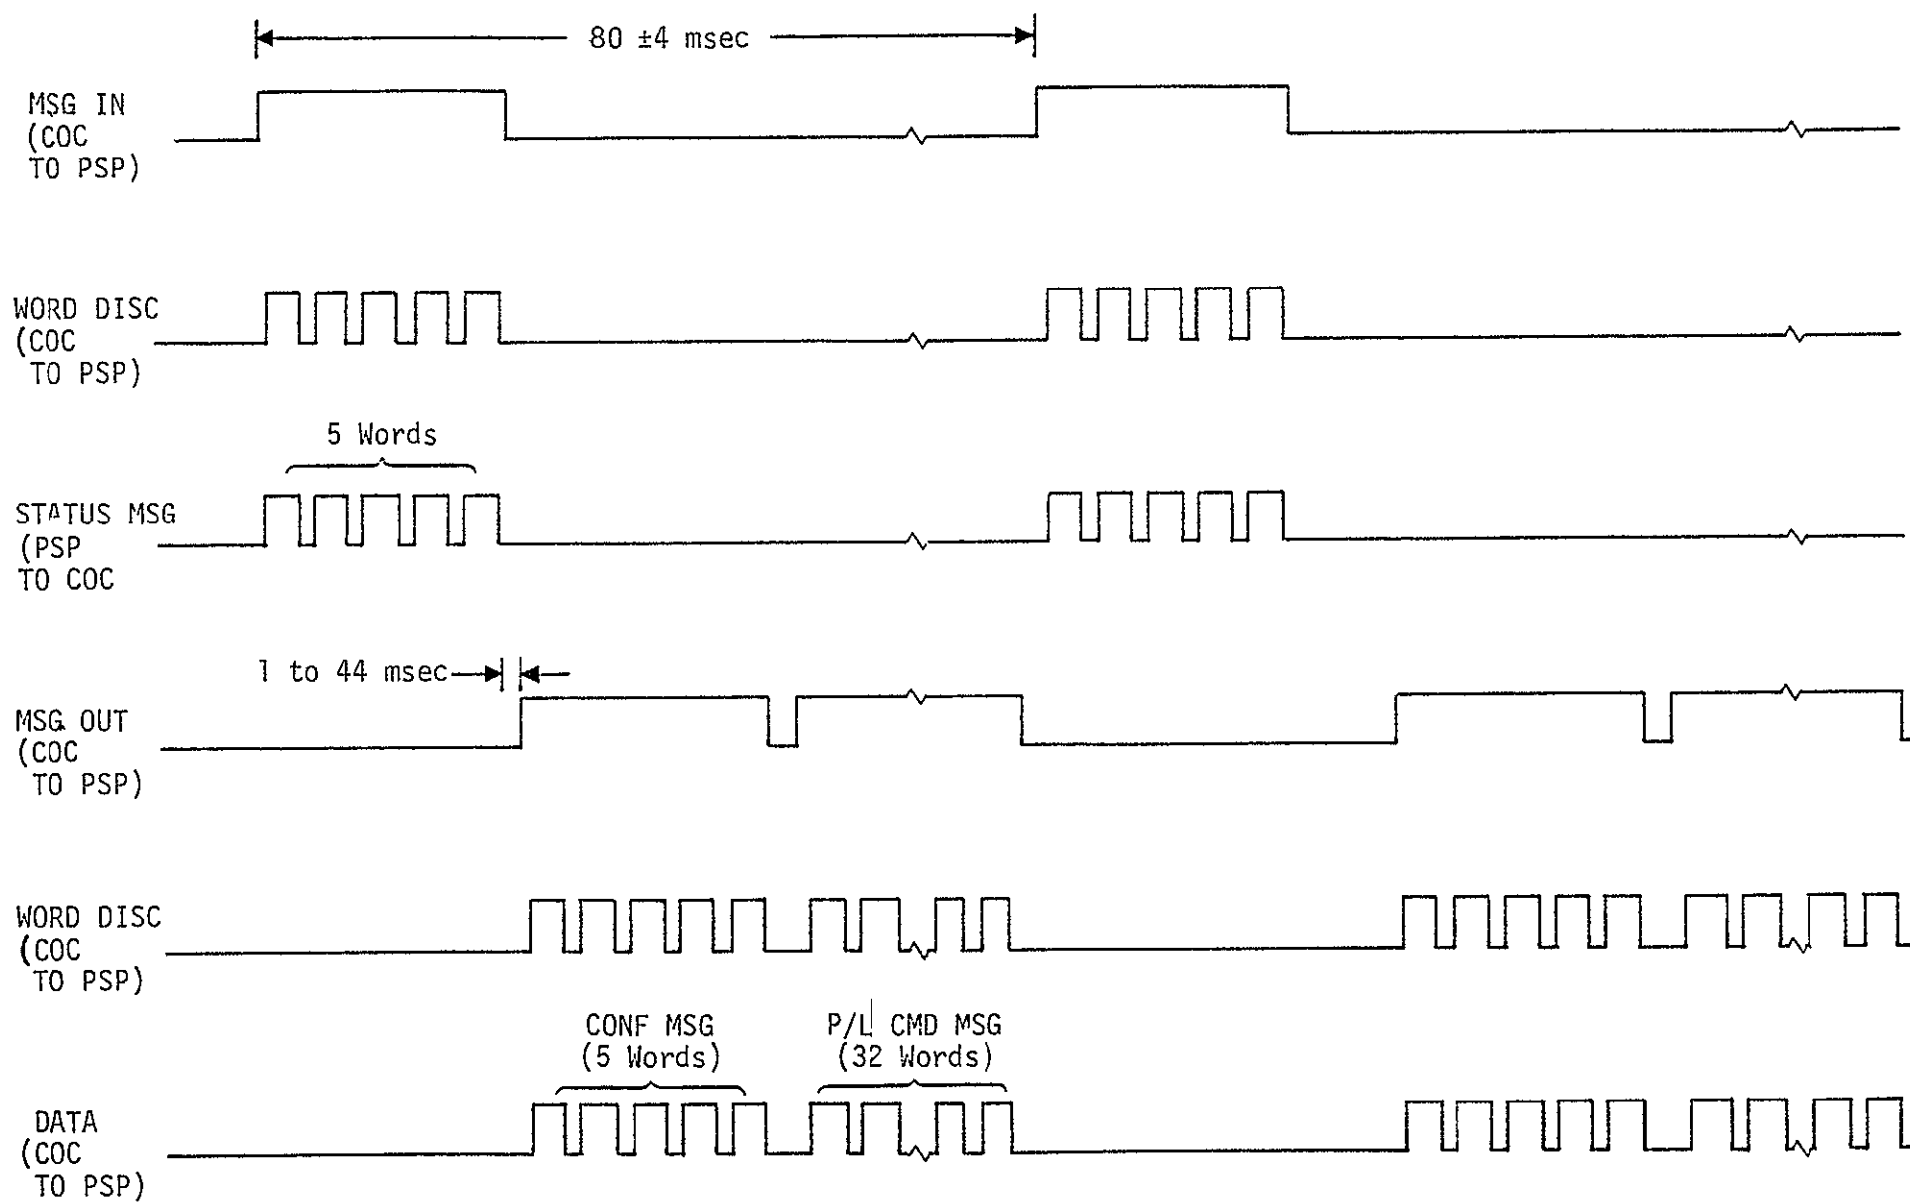 80 ±4 msec
MSG IN
(COC
TO PSP)
WORD DISC
(COC
TO PSP)
5 Words
STATUS MSG
(PSP
TO COC
1 to 44 msec
MSG OUT
(COC
TO PSP)
WORD DISC
(COC
TO PSP)
CONF MSG
(5 Words)
P/L CMD MSG
(32 Words)
DATA
(COC
TO PSP)